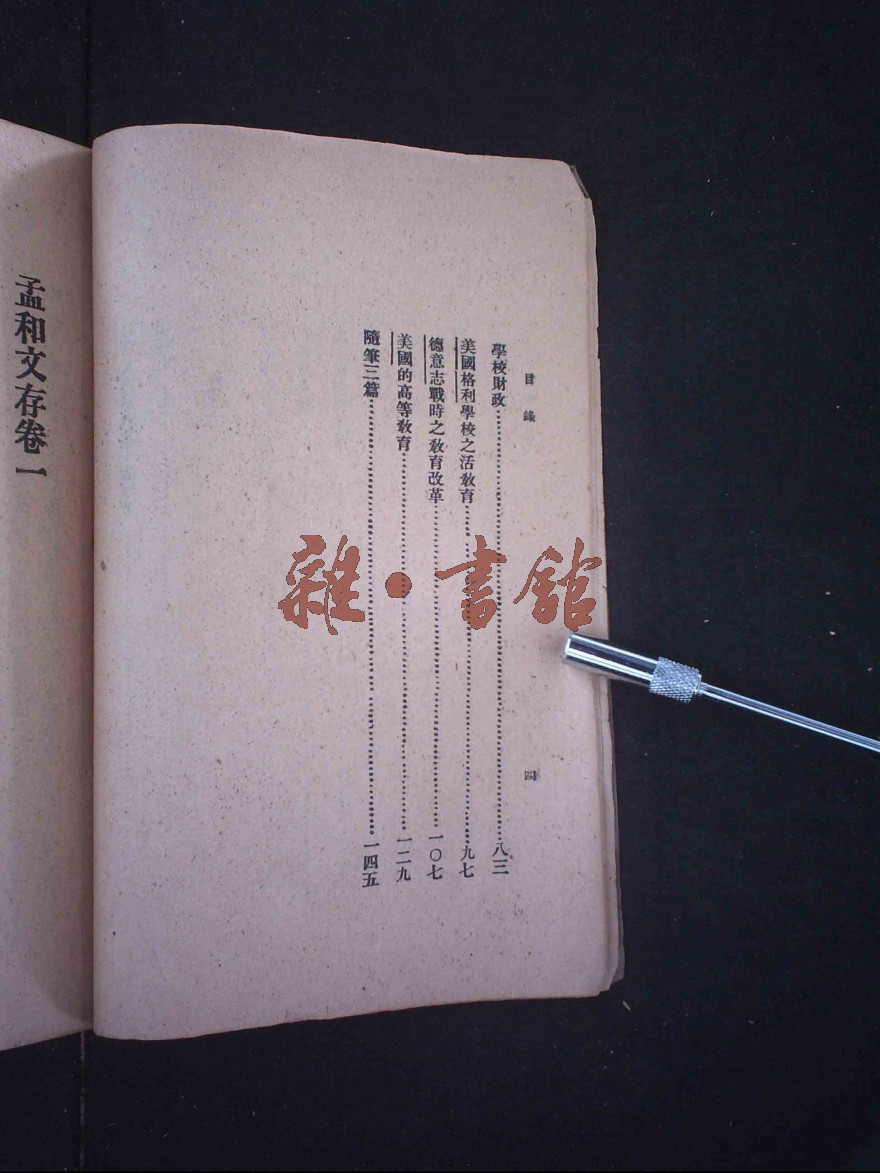 目錄
四
學校財政……八三
美國格利學校之活教育……九七
德意志戰時之教育改革……一〇七
美國的高等教育……一二九
隨筆三篇……一四五
孟和文存卷一
雜·書館